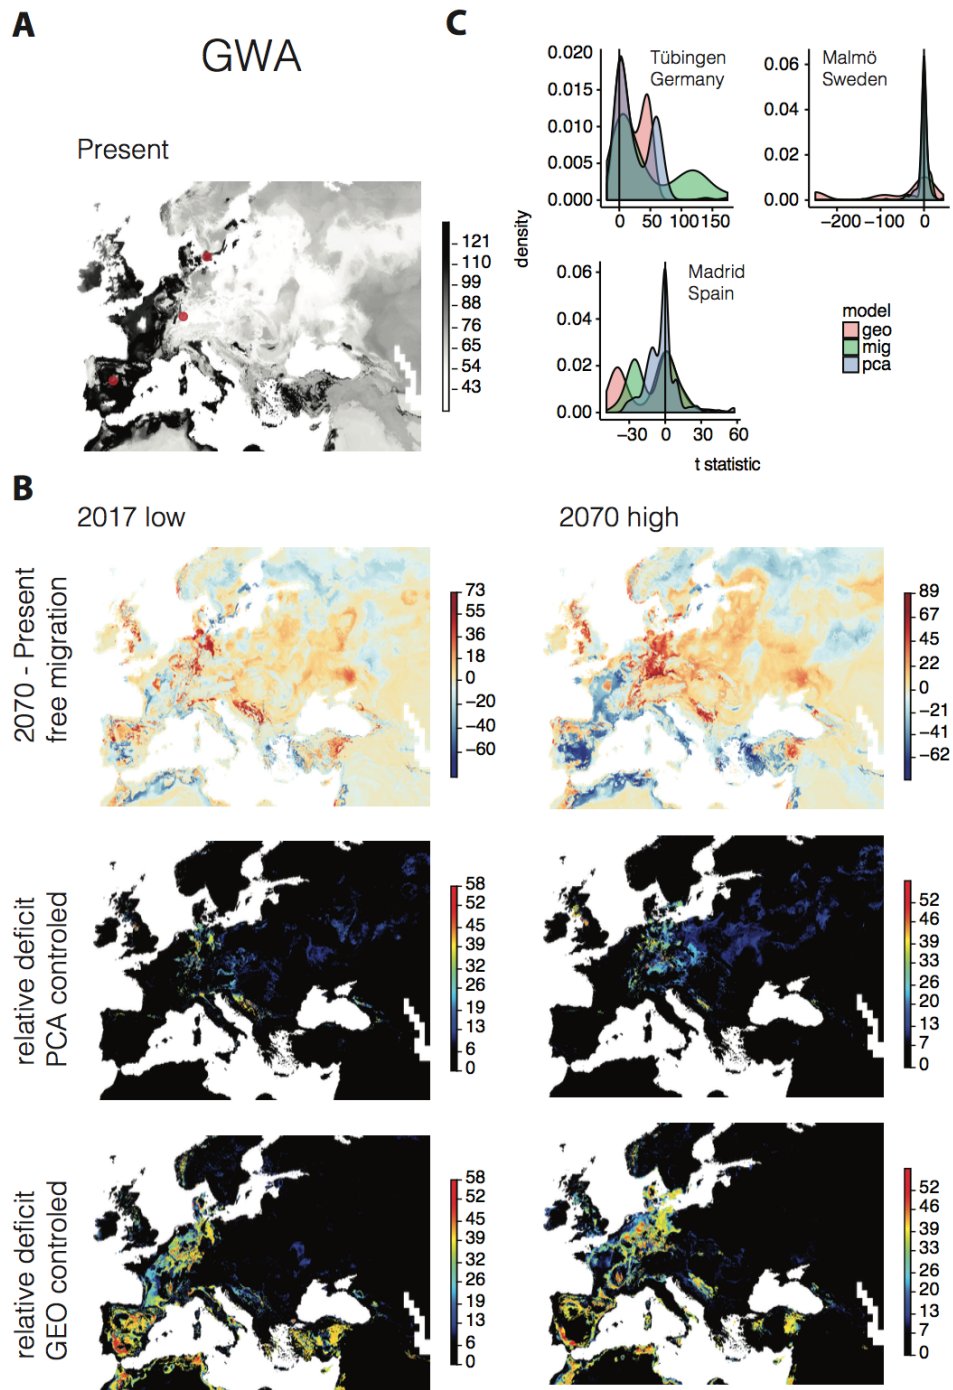 A
GWA
Present
121
110
99
88
76
65
54
43
C
density
0.020
0.015
0.010
0.005
0.000
0 50 100 150
Tübingen
Germany
0.06
0.04
0.02
0.00
−200 −100 0
Malmö
Sweden
0.06
0.04
0.02
0.00
−30 0 30 60
Madrid
Spain
t statistic
model
geo
mig
pca
B
2017 low
2070 high
2070 - Present
free migration
73
55
36
18
0
−20
−40
−60
89
67
45
22
0
−21
−41
−62
relative deficit
PCA controled
58
52
45
39
32
26
19
13
6
0
52
46
39
33
26
20
13
7
0
relative deficit
GEO controled
58
52
45
39
32
26
19
13
6
0
52
46
39
33
26
20
13
7
0